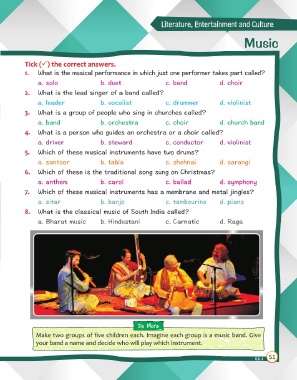 Literature, Entertainment and Culture
Music
Tick (✓) the correct answers.
1. What is the musical performance in which just one performer takes part called?
a. solo b. duet c. band d. choir
2. What is the lead singer of a band called?
a. leader b. vocalist c. drummer d. violinist
3. What is a group of people who sing in churches called?
a. band b. orchestra c. choir d. church band
4. What is a person who guides an orchestra or a choir called?
a. driver b. steward c. conductor d. violinist
5. Which of these musical instruments have two drums?
a. santoor b. tabla c. shehnai d. sarangi
6. Which of these is the traditional song sung on Christmas?
a. anthem b. carol c. ballad d. symphony
7. Which of these musical instruments has a membrane and metal jingles?
a. sitar b. banjo c. tambourine d. piano
8. What is the classical music of South India called?
a. Bharat music b. Hindustani c. Carnatic d. Raga
Do More
Make two groups of five children each. Imagine each group is a music band. Give
your band a name and decide who will play which instrument.
51